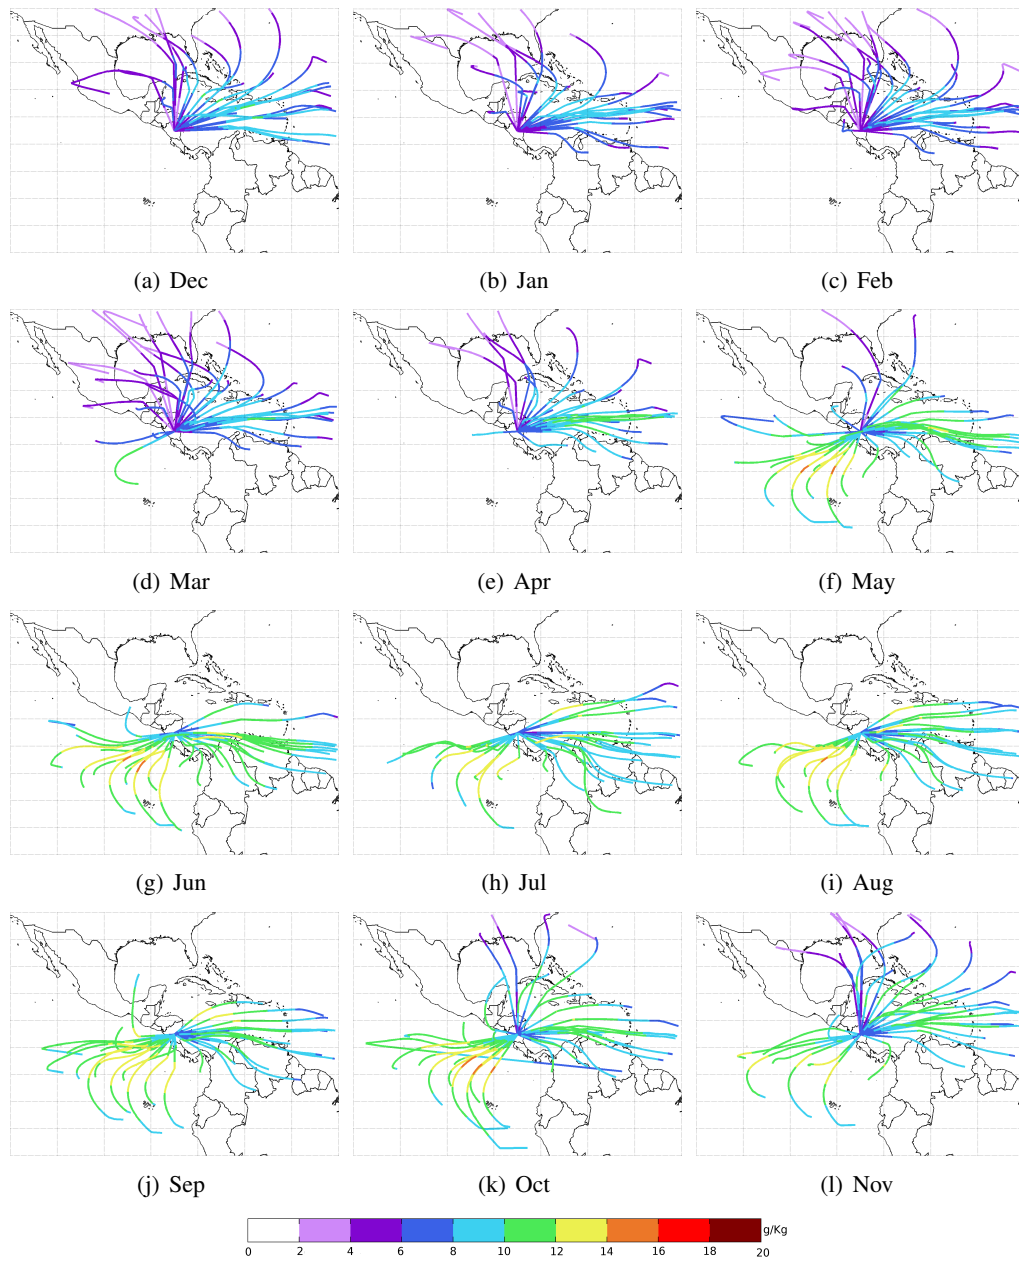 (a) Dec
(b) Jan
(c) Feb
(d) Mar
(e) Apr
(f) May
(g) Jun
(h) Jul
(i) Aug
(j) Sep
(k) Oct
(l) Nov
g/Kg
0 2 4 6 8 10 12 14 16 18 20